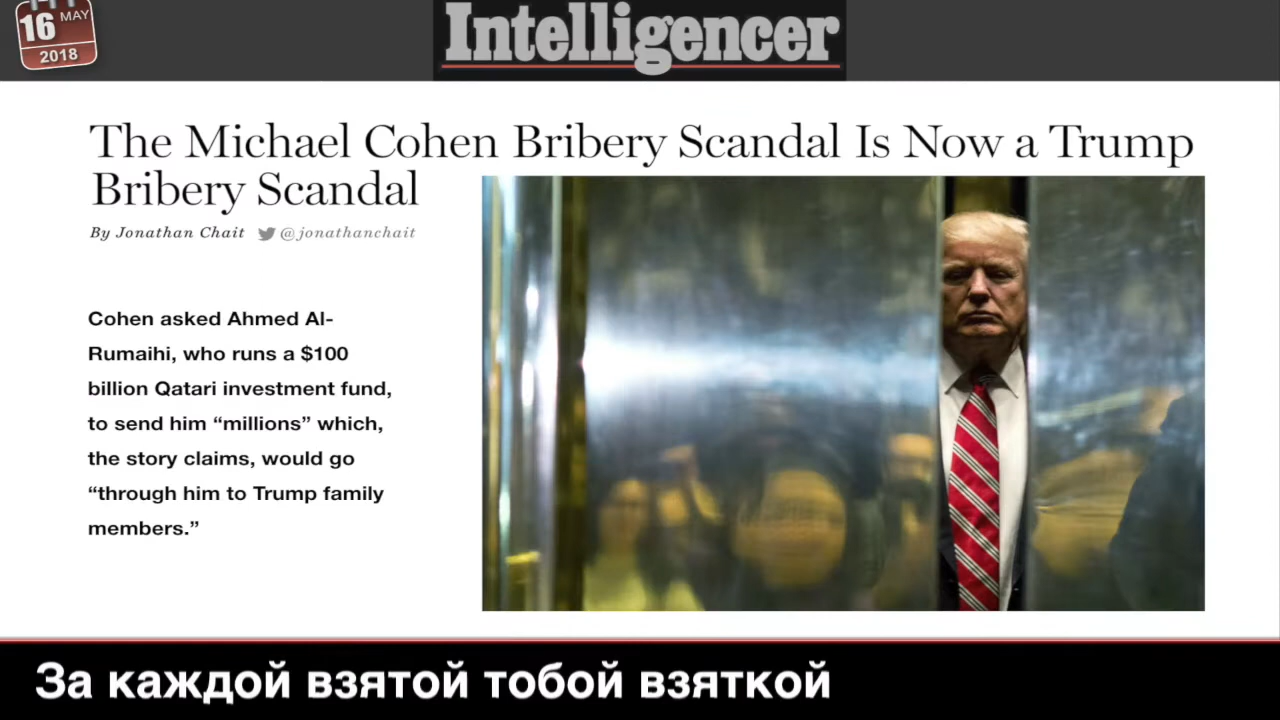 16 MAY
2018
Intelligencer
The Michael Cohen Bribery Scandal Is Now a Trump
Bribery Scandal
By Jonathan Chait @jonathanchait
Cohen asked Ahmed Al-
Rumaihi, who runs a $100
billion Qatari investment fund,
to send him “millions” which,
the story claims, would go
“through him to Trump family
members.”
За каждой взятой тобой взяткой